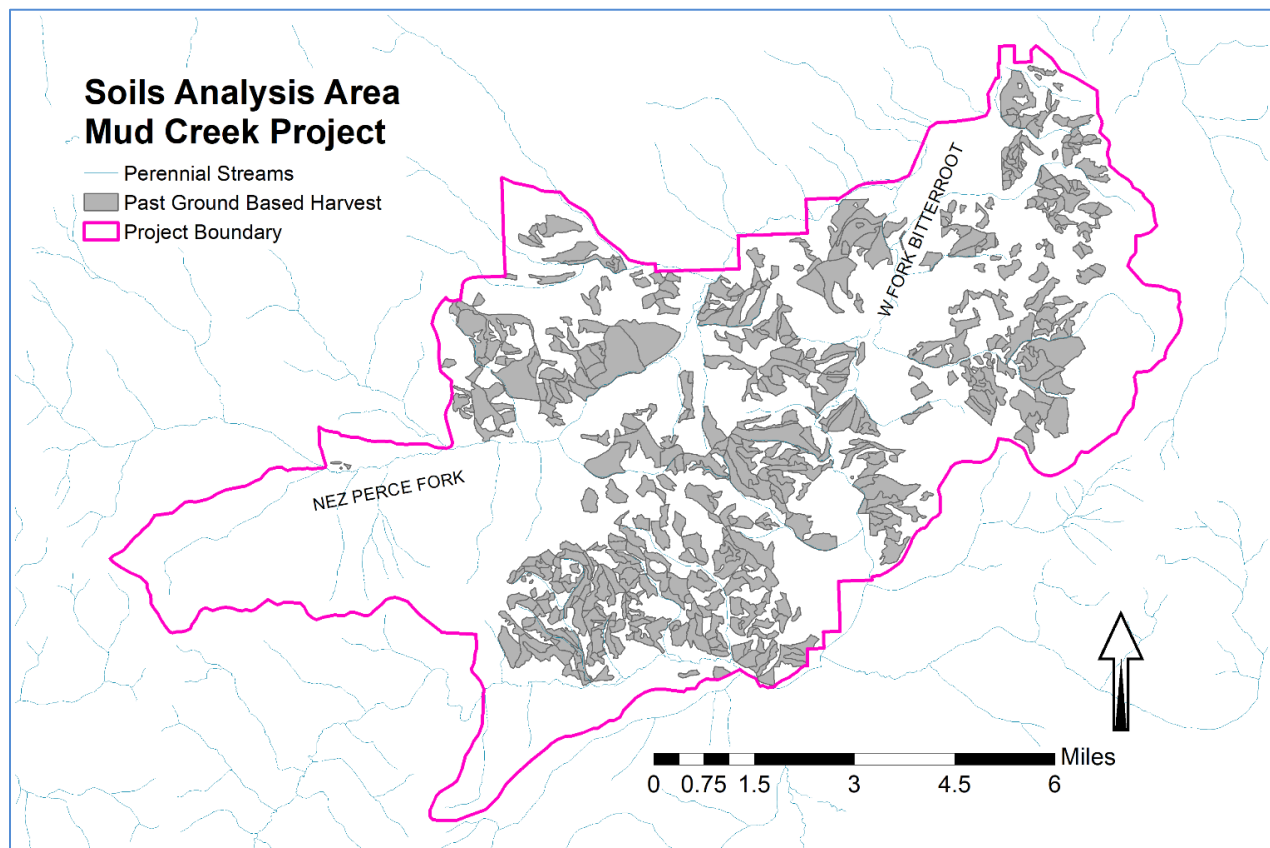 Soils Analysis Area
Mud Creek Project
Perennial Streams
Past Ground Based Harvest
Project Boundary
W FORK BITTERROOT
NEZ PERCE FORK
Miles
0 0.75 1.5 3 4.5 6